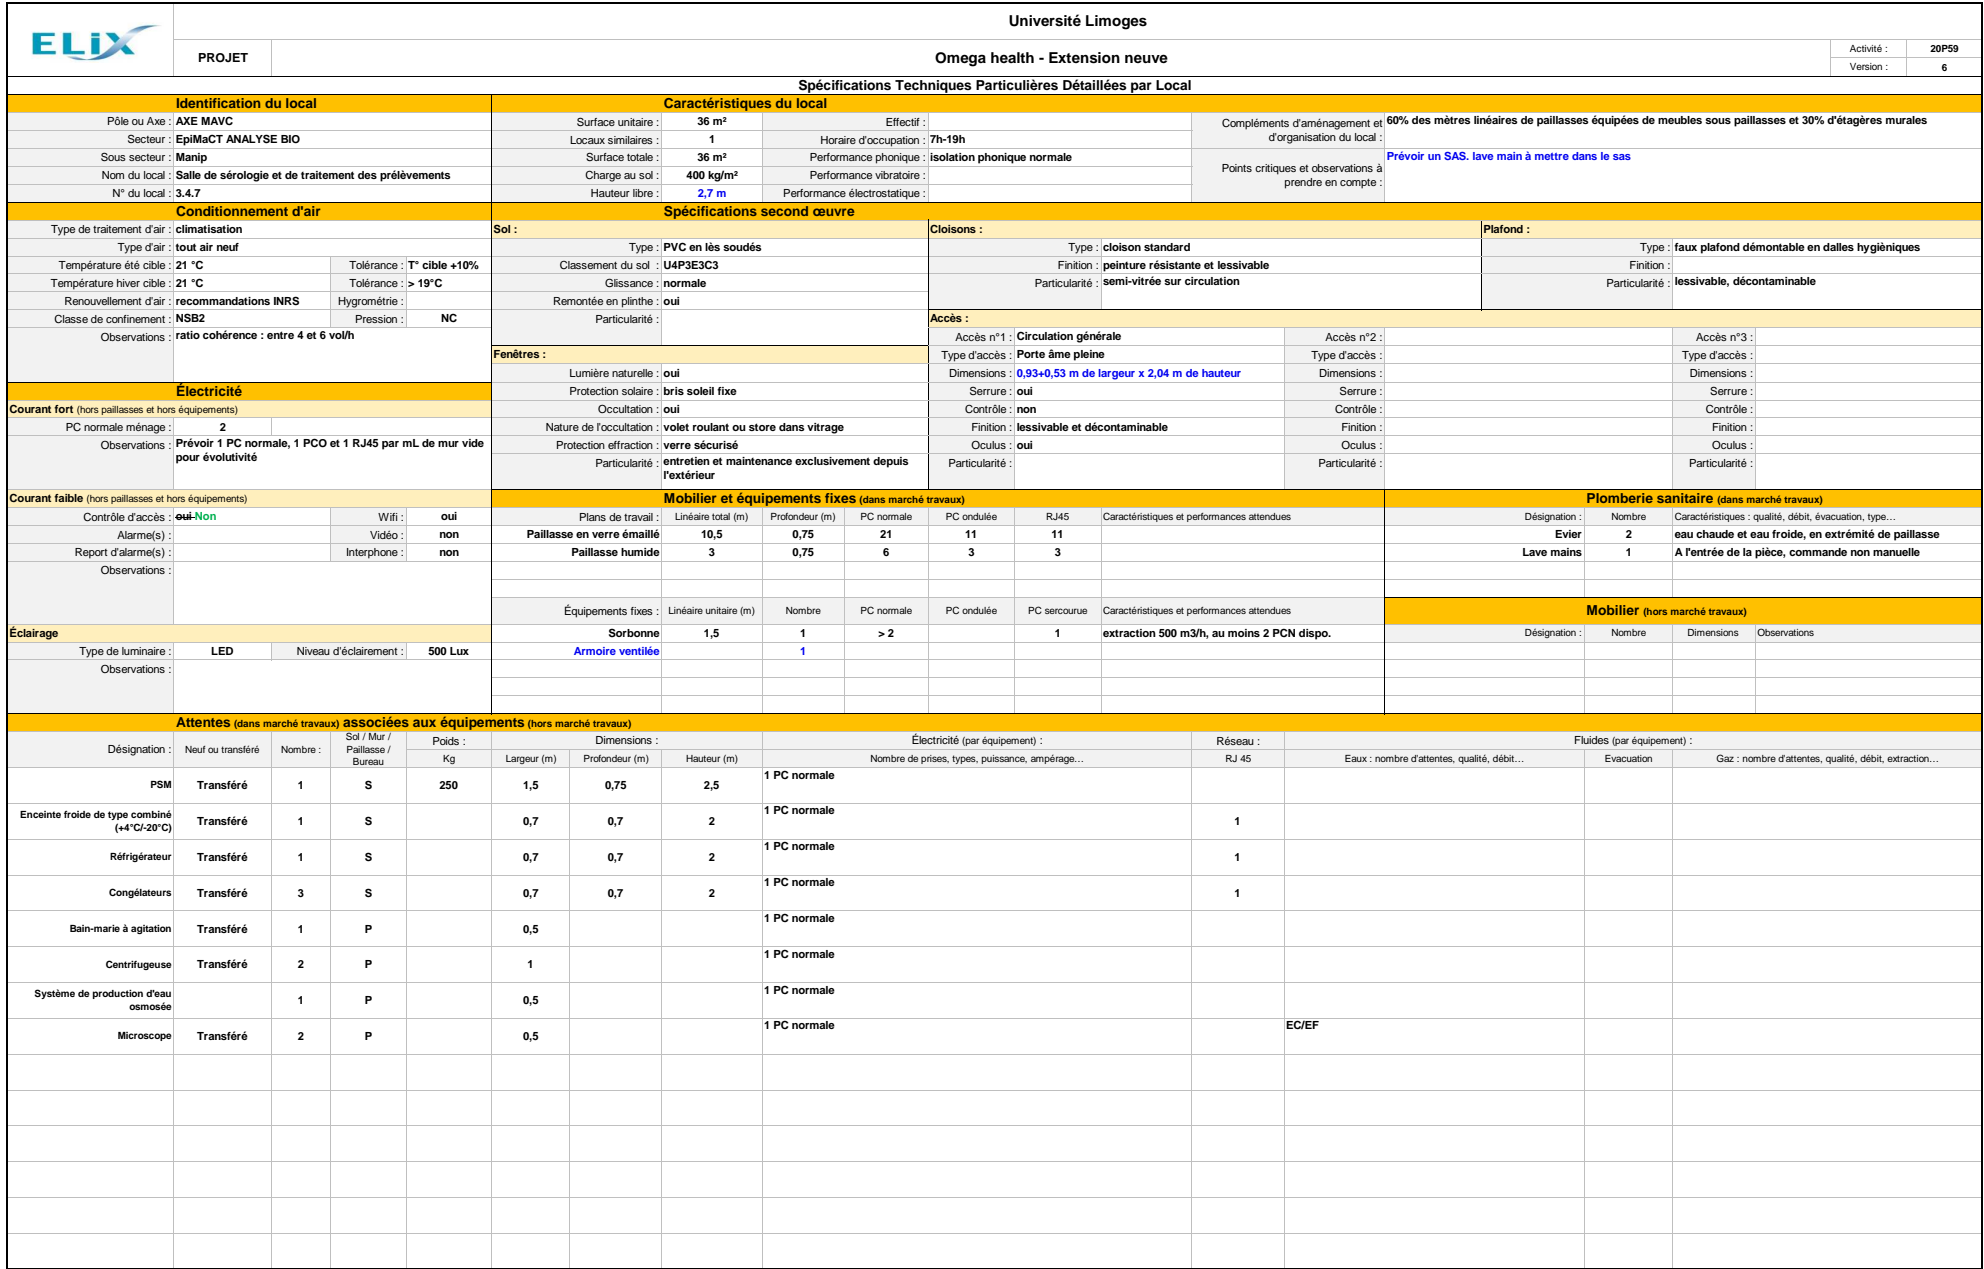 ELiX
Université Limoges
PROJET
Omega health - Extension neuve
Activité : 20P59
Version : 6
Spécifications Techniques Particulières Détaillées par Local
Identification du local
Pôle ou Axe : AXE MAVC
Secteur : EpiMaCT ANALYSE BIO
Sous secteur : Manip
Nom du local : Salle de sérologie et de traitement des prélèvements
N° du local : 3.4.7
Caractéristiques du local
Surface unitaire : 36 m² Effectif :
Locaux similaires : 1 Horaire d'occupation : 7h-19h
Surface totale : 36 m² Performance phonique : isolation phonique normale
Charge au sol : 400 kg/m² Performance vibratoire :
Hauteur libre : 2,7 m Performance électrostatique :
Compléments d'aménagement et d'organisation du local : 60% des mètres linéaires de paillasses équipées de meubles sous paillasses et 30% d'étagères murales
Points critiques et observations à prendre en compte : Prévoir un SAS. lave main à mettre dans le sas
Conditionnement d'air
Type de traitement d'air : climatisation
Type d'air : tout air neuf
Température été cible : 21 °C Tolérance : T° cible +10%
Température hiver cible : 21 °C Tolérance : > 19°C
Renouvellement d'air : recommandations INRS Hygrométrie :
Classe de confinement : NSB2 Pression : NC
Observations : ratio cohérence : entre 4 et 6 vol/h
Spécifications second œuvre
Sol :
Type : PVC en lès soudés
Classement du sol : U4P3E3C3
Glissance : normale
Remontée en plinthe : oui
Particularité :
Cloisons :
Type : cloison standard
Finition : peinture résistante et lessivable
Particularité : semi-vitrée sur circulation
Plafond :
Type : faux plafond démontable en dalles hygièniques
Finition :
Particularité : lessivable, décontaminable
Fenêtres :
Lumière naturelle : oui
Protection solaire : bris soleil fixe
Occultation : oui
Nature de l'occultation : volet roulant ou store dans vitrage
Protection effraction : verre sécurisé
Particularité : entretien et maintenance exclusivement depuis
l'extérieur
Accès :
Accès n°1 : Circulation générale Accès n°2 : Accès n°3 :
Type d'accès : Porte âme pleine Type d'accès : Type d'accès :
Dimensions : 0,93+0,53 m de largeur x 2,04 m de hauteur Dimensions : Dimensions :
Serrure : oui Serrure : Serrure :
Contrôle : non Contrôle : Contrôle :
Finition : lessivable et décontaminable Finition : Finition :
Oculus : oui Oculus : Oculus :
Particularité : Particularité : Particularité :
Électricité
Courant fort (hors paillasses et hors équipements)
PC normale ménage : 2
Observations : Prévoir 1 PC normale, 1 PCO et 1 RJ45 par mL de mur vide
pour évolutivité
Courant faible (hors paillasses et hors équipements)
Contrôle d'accès : oui Non Wifi : oui
Alarme(s) : Vidéo : non
Report d'alarme(s) : Interphone : non
Observations :
Éclairage
Type de luminaire : LED Niveau d'éclairement : 500 Lux
Observations :
Mobilier et équipements fixes (dans marché travaux)
Plans de travail : Linéaire total (m) Profondeur (m) PC normale PC ondulée RJ45 Caractéristiques et performances attendues
Paillasse en verre émaillé 10,5 0,75 21 11 11
Paillasse humide 3 0,75 6 3 3
Équipements fixes : Linéaire unitaire (m) Nombre PC normale PC ondulée PC sercourue Caractéristiques et performances attendues
Sorbonne 1,5 1 > 2 1 extraction 500 m3/h, au moins 2 PCN dispo.
Armoire ventilée 1
Plomberie sanitaire (dans marché travaux)
Désignation : Nombre Caractéristiques : qualité, débit, évacuation, type…
Evier 2 eau chaude et eau froide, en extrémité de paillasse
Lave mains 1 A l'entrée de la pièce, commande non manuelle
Mobilier (hors marché travaux)
Désignation : Nombre Dimensions Observations
Attentes (dans marché travaux) associées aux équipements (hors marché travaux)
Désignation : Neuf ou transféré Nombre : Sol / Mur / Paillasse / Bureau Poids : Dimensions : Électricité (par équipement) : Réseau : Fluides (par équipement) :
Kg Largeur (m) Profondeur (m) Hauteur (m) Nombre de prises, types, puissance, ampérage… RJ 45 Eaux : nombre d'attentes, qualité, débit… Evacuation Gaz : nombre d'attentes, qualité, débit, extraction…
PSM Transféré 1 S 250 1,5 0,75 2,5 1 PC normale
Enceinte froide de type combiné (+4°C/-20°C) Transféré 1 S 0,7 0,7 2 1 PC normale 1
Réfrigérateur Transféré 1 S 0,7 0,7 2 1 PC normale 1
Congélateurs Transféré 3 S 0,7 0,7 2 1 PC normale 1
Bain-marie à agitation Transféré 1 P 0,5 1 PC normale
Centrifugeuse Transféré 2 P 1 1 PC normale
Système de production d'eau osmosée 1 P 0,5 1 PC normale
Microscope Transféré 2 P 0,5 1 PC normale EC/EF